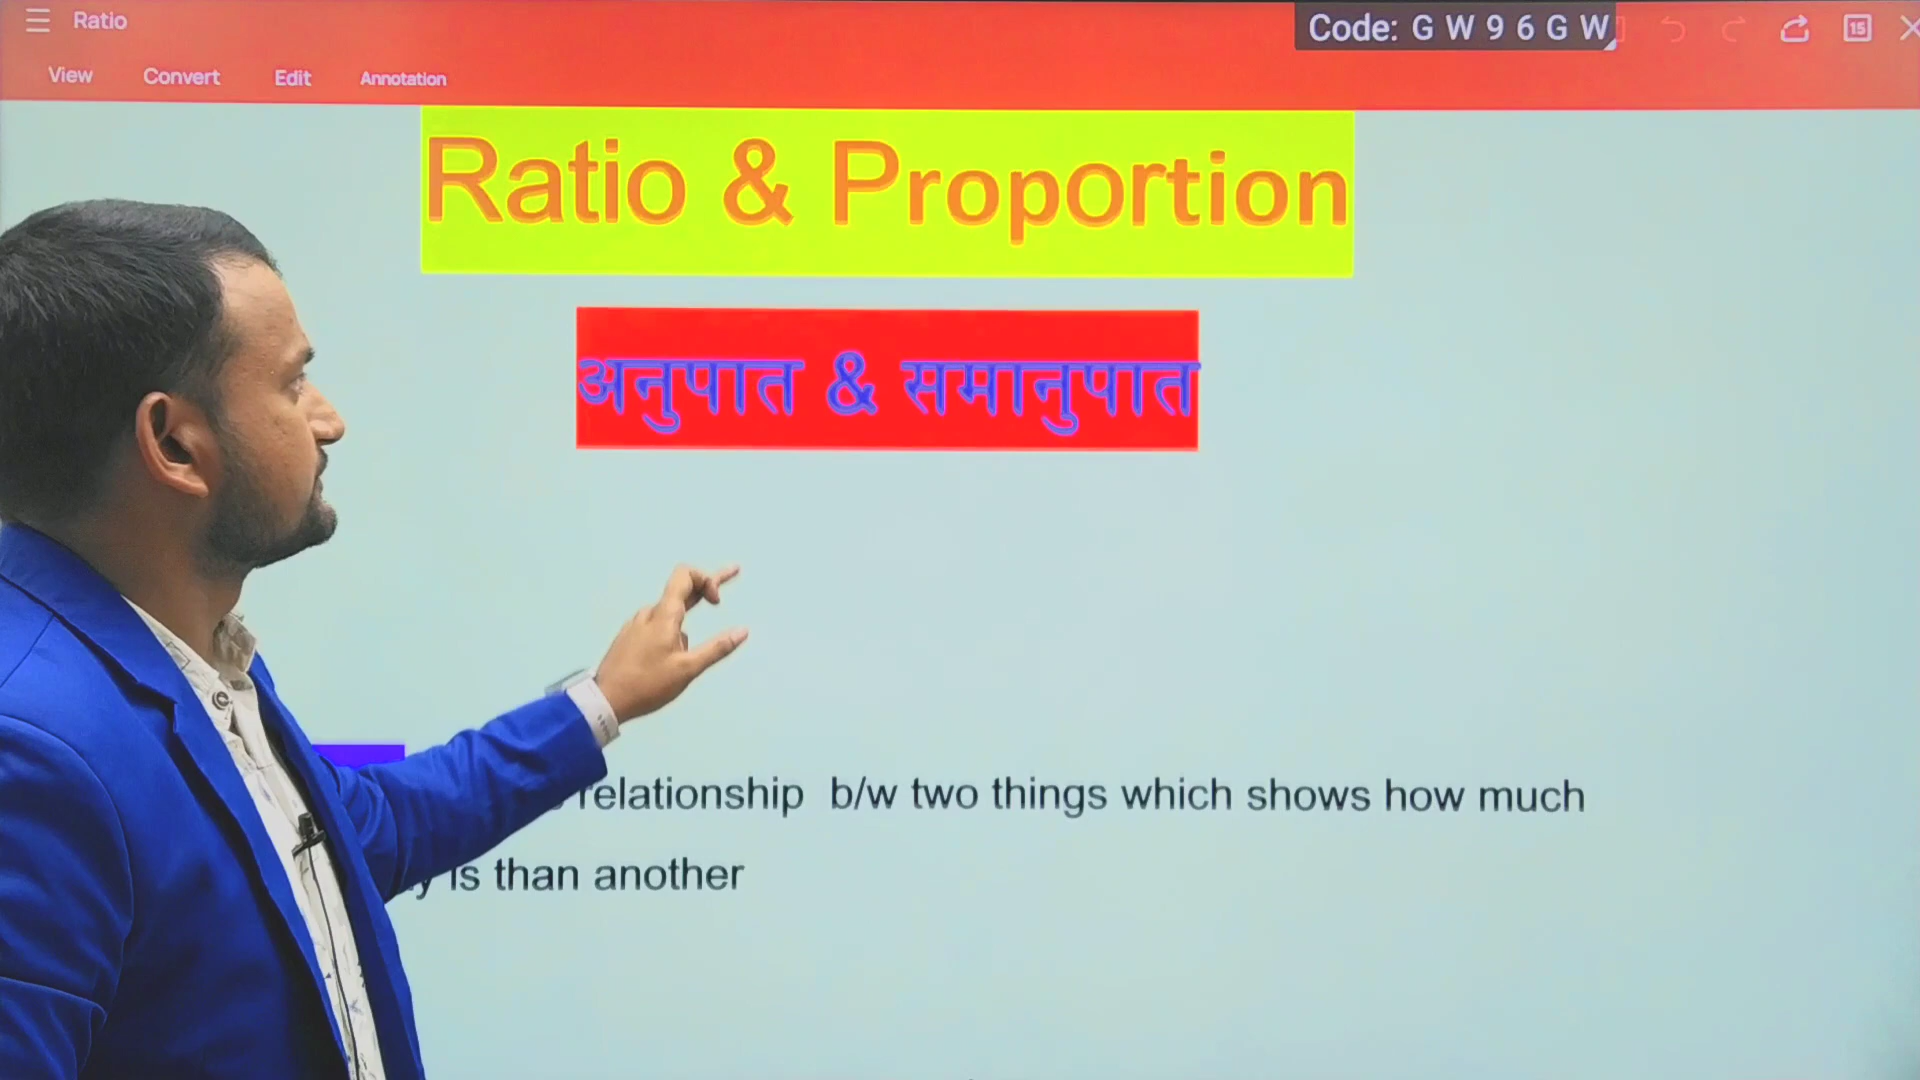 Ratio
Code: G W 9 6 G W
15
View Convert Edit Annotation
Ratio & Proportion
अनुपात & समानुपात
relationship b/w two things which shows how much
is than another